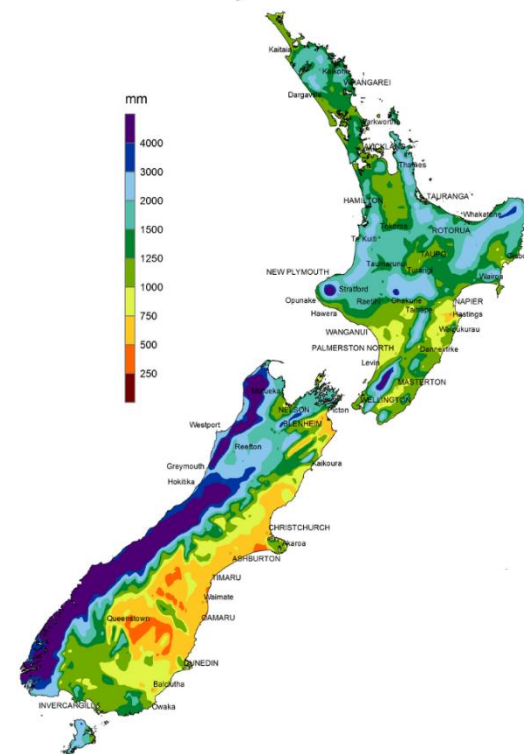 Kaitaia
Kaikohe
WHANGAREI
Dargaville
Warkworth
AUCKLAND
Thames
mm
4000
3000
2000
1500
1250
1000
750
500
250
HAMILTON
TAURANGA
Whakatane
Tokoroa
ROTORUA
Te Kuiti
TAUPO
Taumarunui
Turangi
Wairoa
NEW PLYMOUTH
Stratford
Opunake
Raetihi
Ohakune
NAPIER
Hawera
Taihape
Hastings
WANGANUI
Waipukurau
PALMERSTON NORTH
Dannevirke
Levin
MASTERTON
WELLINGTON
Motueka
NELSON
Picton
Westport
BLENHEIM
Reefton
Greymouth
Kaikoura
Hokitika
CHRISTCHURCH
Akaroa
ASHBURTON
TIMARU
Waimate
Queenstown
OAMARU
DUNEDIN
Balclutha
INVERCARGILL
Owaka